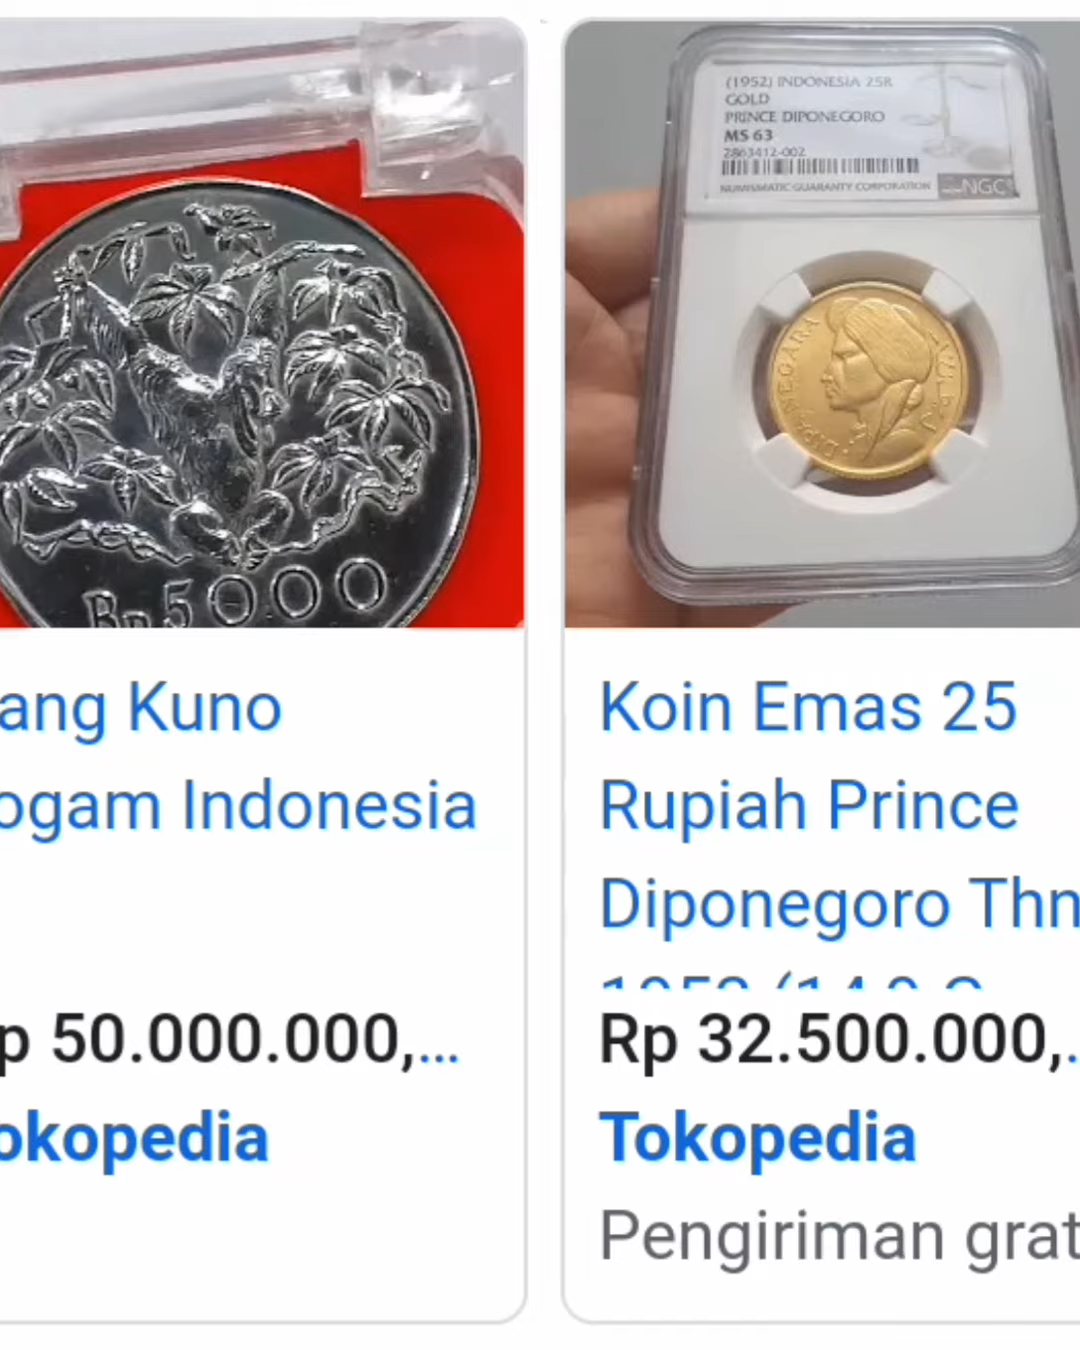 Rp 5000
(1952) INDONESIA 25R
GOLD
PRINCE DIPONEGORO
MS 63
2863412-002
NUMISMATIC GUARANTY CORPORATION NGC
DIPA NEGARA
ang Kuno
ogam Indonesia
p 50.000.000,...
okopedia
Koin Emas 25
Rupiah Prince
Diponegoro Thn
Rp 32.500.000,.
Tokopedia
Pengiriman grat